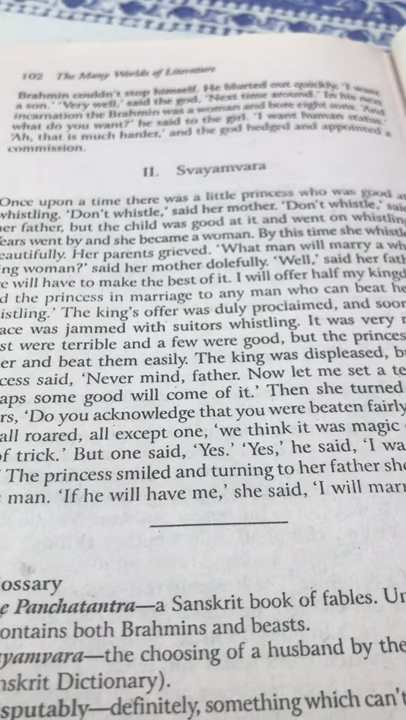 102 The Many Worlds of Literature
Brahmin couldn't stop himself. He blurted out quickly, 'I want
a son.' 'Very well,' said the god, 'Next time around.' In his next
incarnation the Brahmin was a woman and bore eight sons. 'And
what do you want?' he said to the girl. 'I want human status.'
'Ah, that is much harder,' and the god hedged and appointed a
commission.
II. Svayamvara
Once upon a time there was a little princess who was good at
whistling. 'Don't whistle,' said her mother. 'Don't whistle,' said
her father, but the child was good at it and went on whistling
ears went by and she became a woman. By this time she whistle
eautifully. Her parents grieved. 'What man will marry a wh
ing woman?' said her mother dolefully. 'Well,' said her fath
e will have to make the best of it. I will offer half my kingd
d the princess in marriage to any man who can beat he
istling.' The king's offer was duly proclaimed, and soon
ace was jammed with suitors whistling. It was very n
st were terrible and a few were good, but the princes
er and beat them easily. The king was displeased, bu
cess said, 'Never mind, father. Now let me set a te
aps some good will come of it.' Then she turned
rs, 'Do you acknowledge that you were beaten fairly
all roared, all except one, 'we think it was magic
of trick.' But one said, 'Yes.' 'Yes,' he said, 'I wa
The princess smiled and turning to her father she
man. 'If he will have me,' she said, 'I will marr
ossary
e Panchatantra—a Sanskrit book of fables. Un
ontains both Brahmins and beasts.
yamvara—the choosing of a husband by the
nskrit Dictionary).
sputably—definitely, something which can't